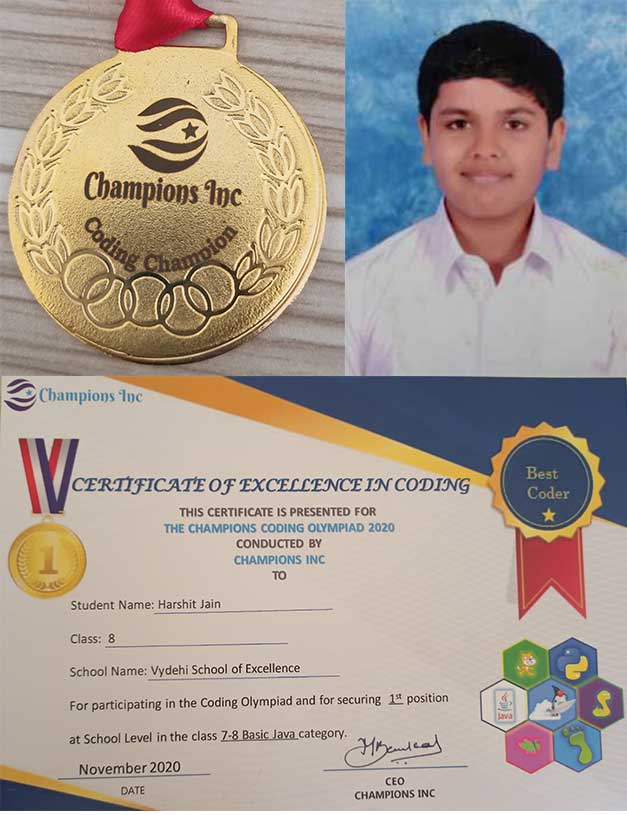 Champions Inc
Coding Champion
Champions Inc
CERTIFICATE OF EXCELLENCE IN CODING
Best
Coder
THIS CERTIFICATE IS PRESENTED FOR
THE CHAMPIONS CODING OLYMPIAD 2020
CONDUCTED BY
CHAMPIONS INC
TO
1
Student Name: Harshit Jain
Class: 8
School Name: Vydehi School of Excellence
For participating in the Coding Olympiad and for securing 1st position
at School Level in the class 7-8 Basic Java category.
Java
November 2020
DATE
CEO
CHAMPIONS INC